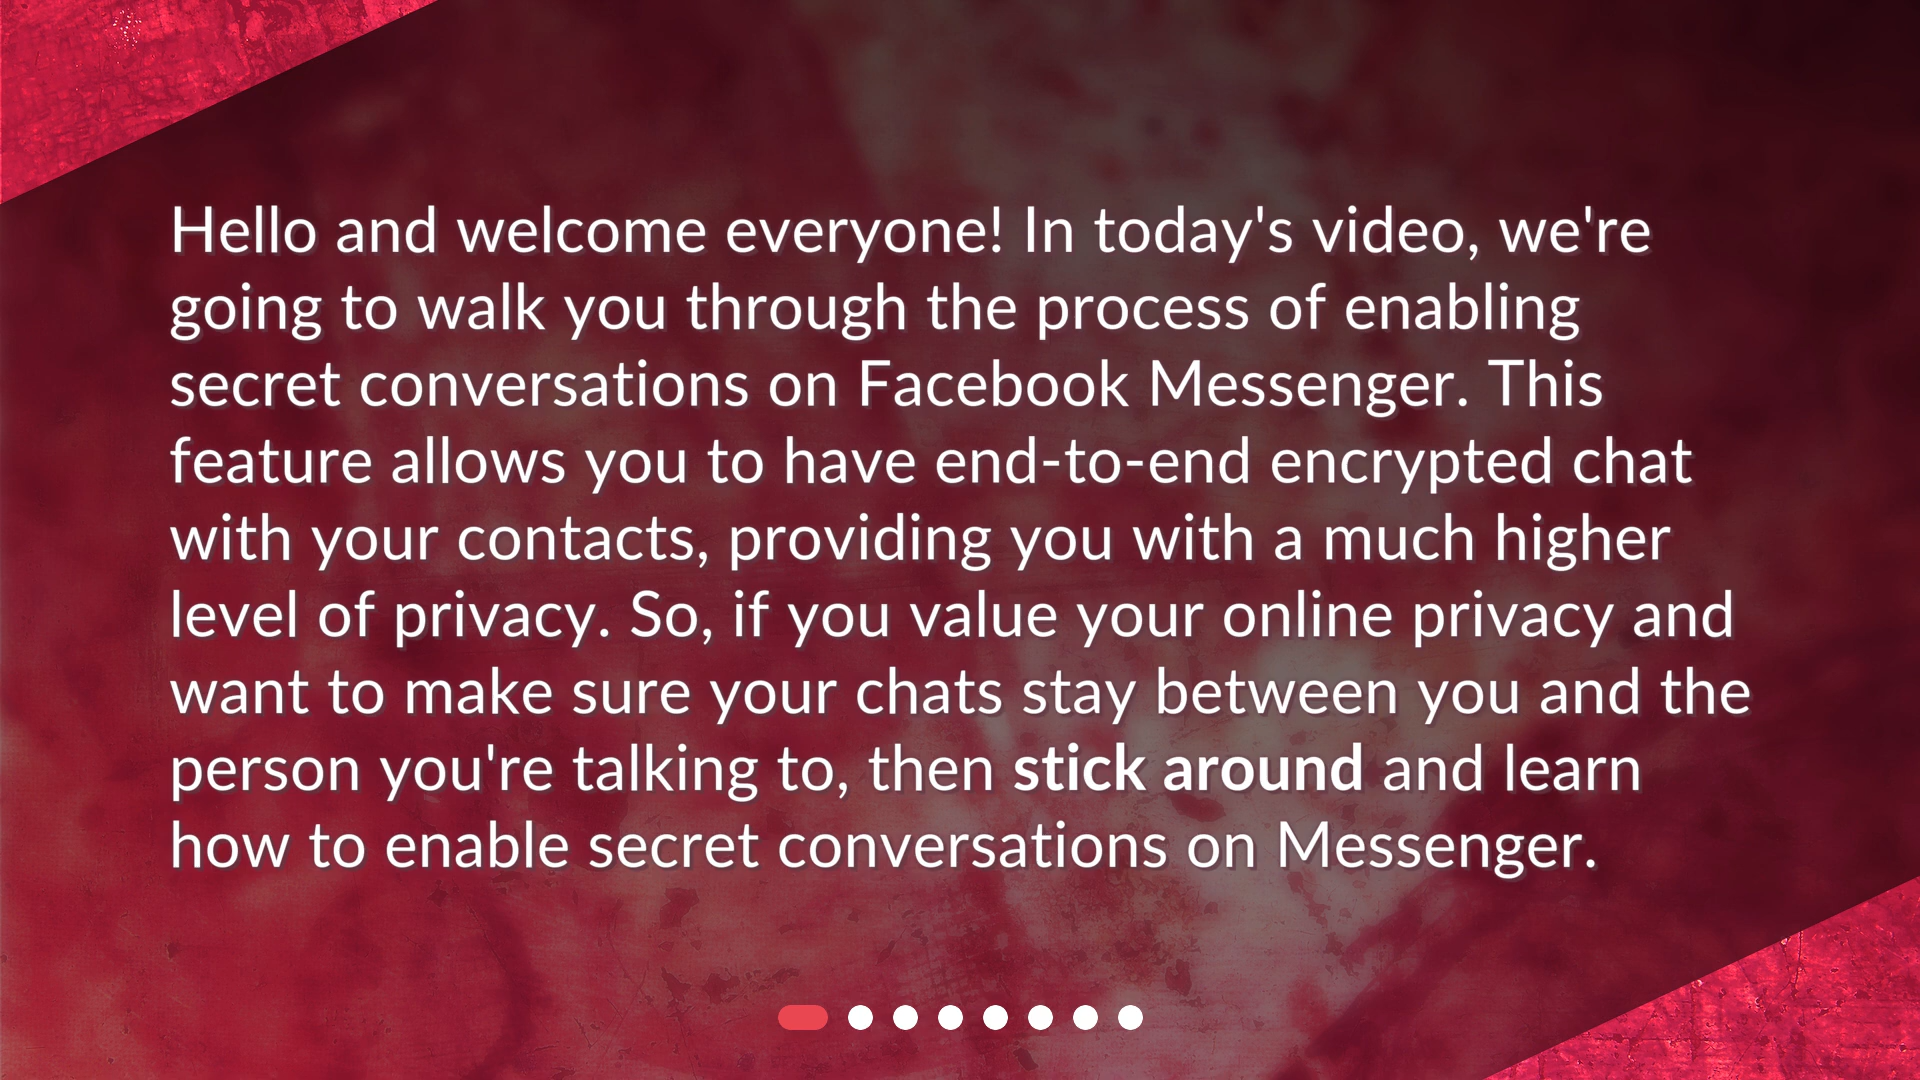 Hello and welcome everyone! In today's video, we're
going to walk you through the process of enabling
secret conversations on Facebook Messenger. This
feature allows you to have end-to-end encrypted chat
with your contacts, providing you with a much higher
level of privacy. So, if you value your online privacy and
want to make sure your chats stay between you and the
person you're talking to, then stick around and learn
how to enable secret conversations on Messenger.